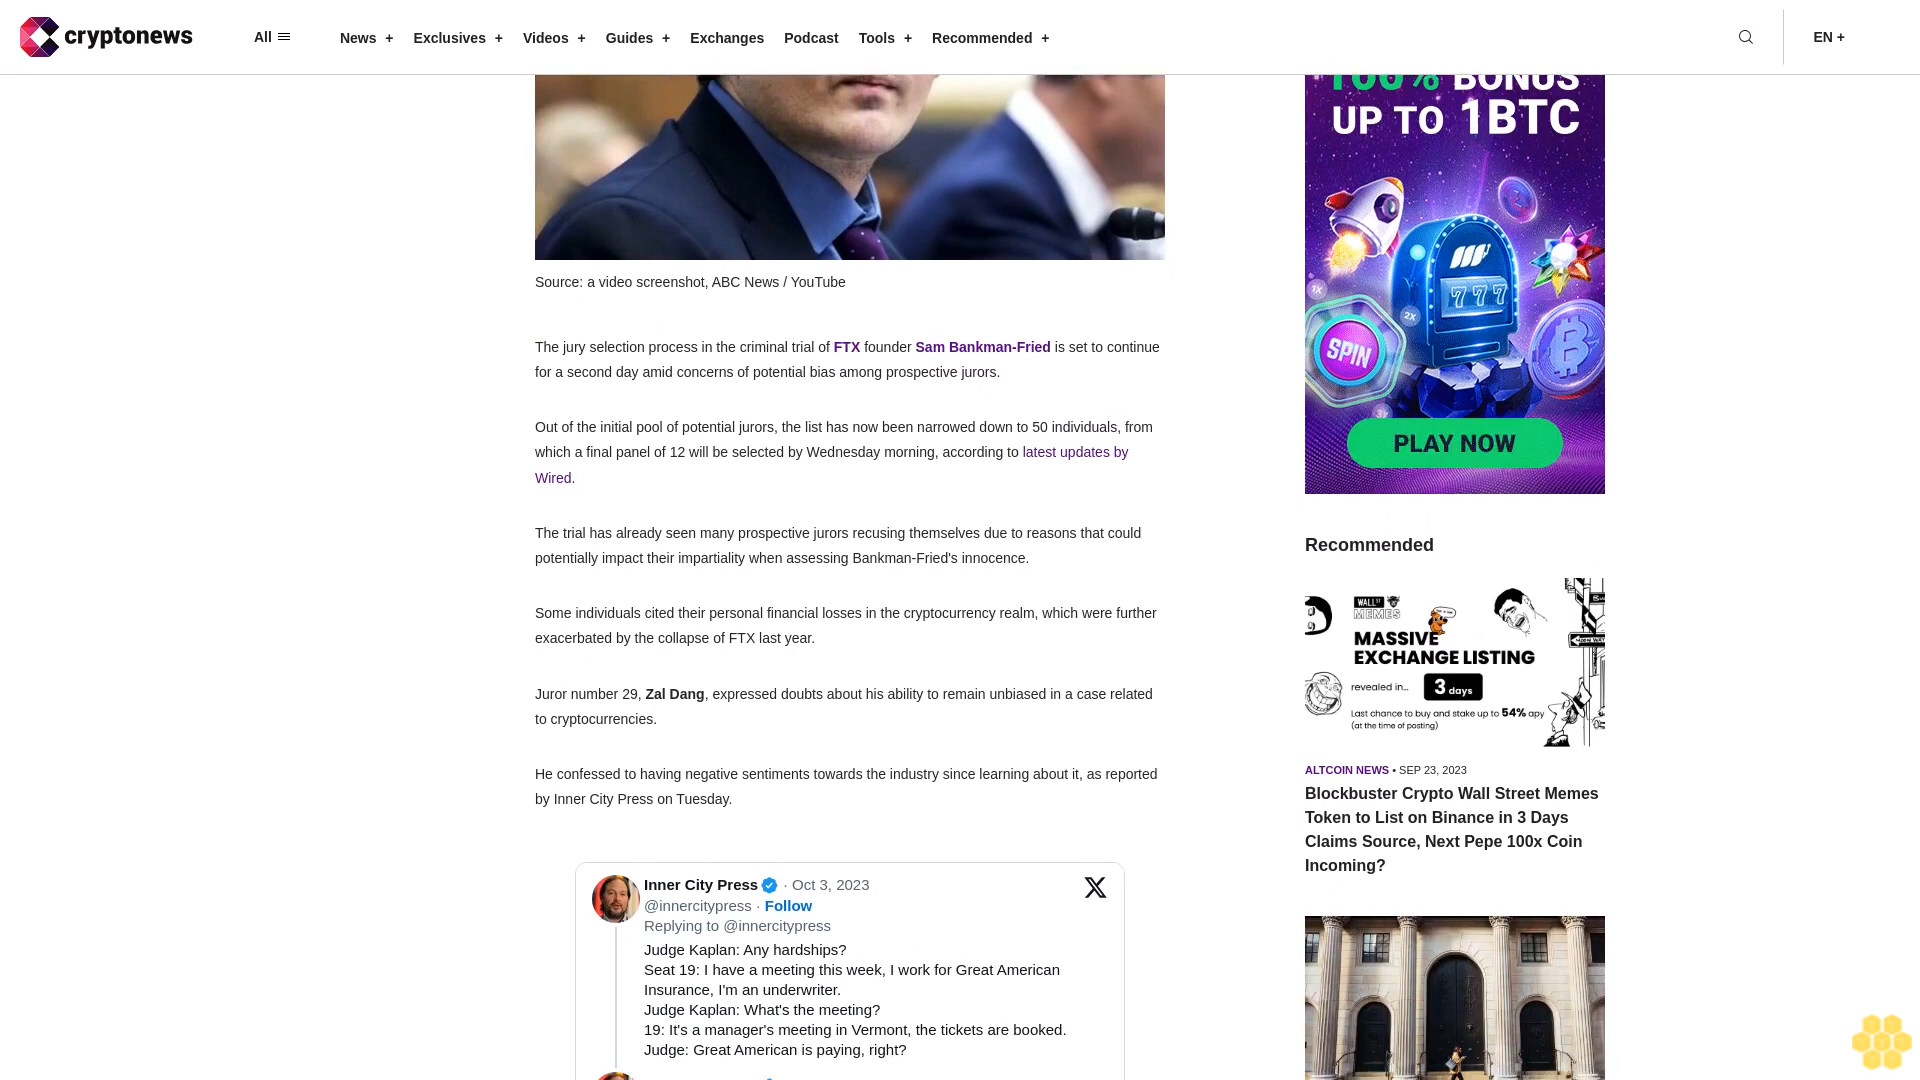 cryptonews
All
News +
Exclusives +
Videos +
Guides +
Exchanges
Podcast
Tools +
Recommended +
EN +
Source: a video screenshot, ABC News / YouTube
The jury selection process in the criminal trial of FTX founder Sam Bankman-Fried is set to continue
for a second day amid concerns of potential bias among prospective jurors.
Out of the initial pool of potential jurors, the list has now been narrowed down to 50 individuals, from
which a final panel of 12 will be selected by Wednesday morning, according to latest updates by
Wired.
The trial has already seen many prospective jurors recusing themselves due to reasons that could
potentially impact their impartiality when assessing Bankman-Fried's innocence.
Some individuals cited their personal financial losses in the cryptocurrency realm, which were further
exacerbated by the collapse of FTX last year.
Juror number 29, Zal Dang, expressed doubts about his ability to remain unbiased in a case related
to cryptocurrencies.
He confessed to having negative sentiments towards the industry since learning about it, as reported
by Inner City Press on Tuesday.
Inner City Press · Oct 3, 2023
@innercitypress · Follow
Replying to @innercitypress
Judge Kaplan: Any hardships?
Seat 19: I have a meeting this week, I work for Great American
Insurance, I'm an underwriter.
Judge Kaplan: What's the meeting?
19: It's a manager's meeting in Vermont, the tickets are booked.
Judge: Great American is paying, right?
100% BONUS
UP TO 1BTC
777
1X
2X
3X
SPIN
PLAY NOW
Recommended
WALL ST
MEMES
MASSIVE
EXCHANGE LISTING
revealed in... 3 days
Last chance to buy and stake up to 54% apy
(at the time of posting)
ALTCOIN NEWS • SEP 23, 2023
Blockbuster Crypto Wall Street Memes
Token to List on Binance in 3 Days
Claims Source, Next Pepe 100x Coin
Incoming?